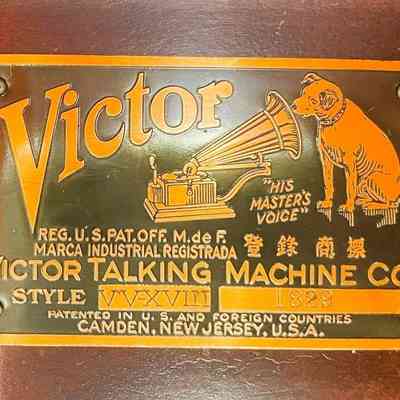 Victor
"HIS
MASTER'S
VOICE"
REG. U.S. PAT. OFF. M. de F.
MARCA INDUSTRIAL REGISTRADA 登錄商標
VICTOR TALKING MACHINE CO.
STYLE VV-XVIII 1829
PATENTED IN U. S. AND FOREIGN COUNTRIES
CAMDEN, NEW JERSEY, U.S.A.